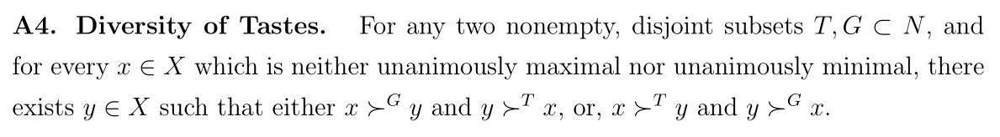 A4. Diversity of Tastes. For any two nonempty, disjoint subsets T, G ⊂ N, and
for every x ∈ X which is neither unanimously maximal nor unanimously minimal, there
exists y ∈ X such that either x ≻^G y and y ≻^T x, or, x ≻^T y and y ≻^G x.